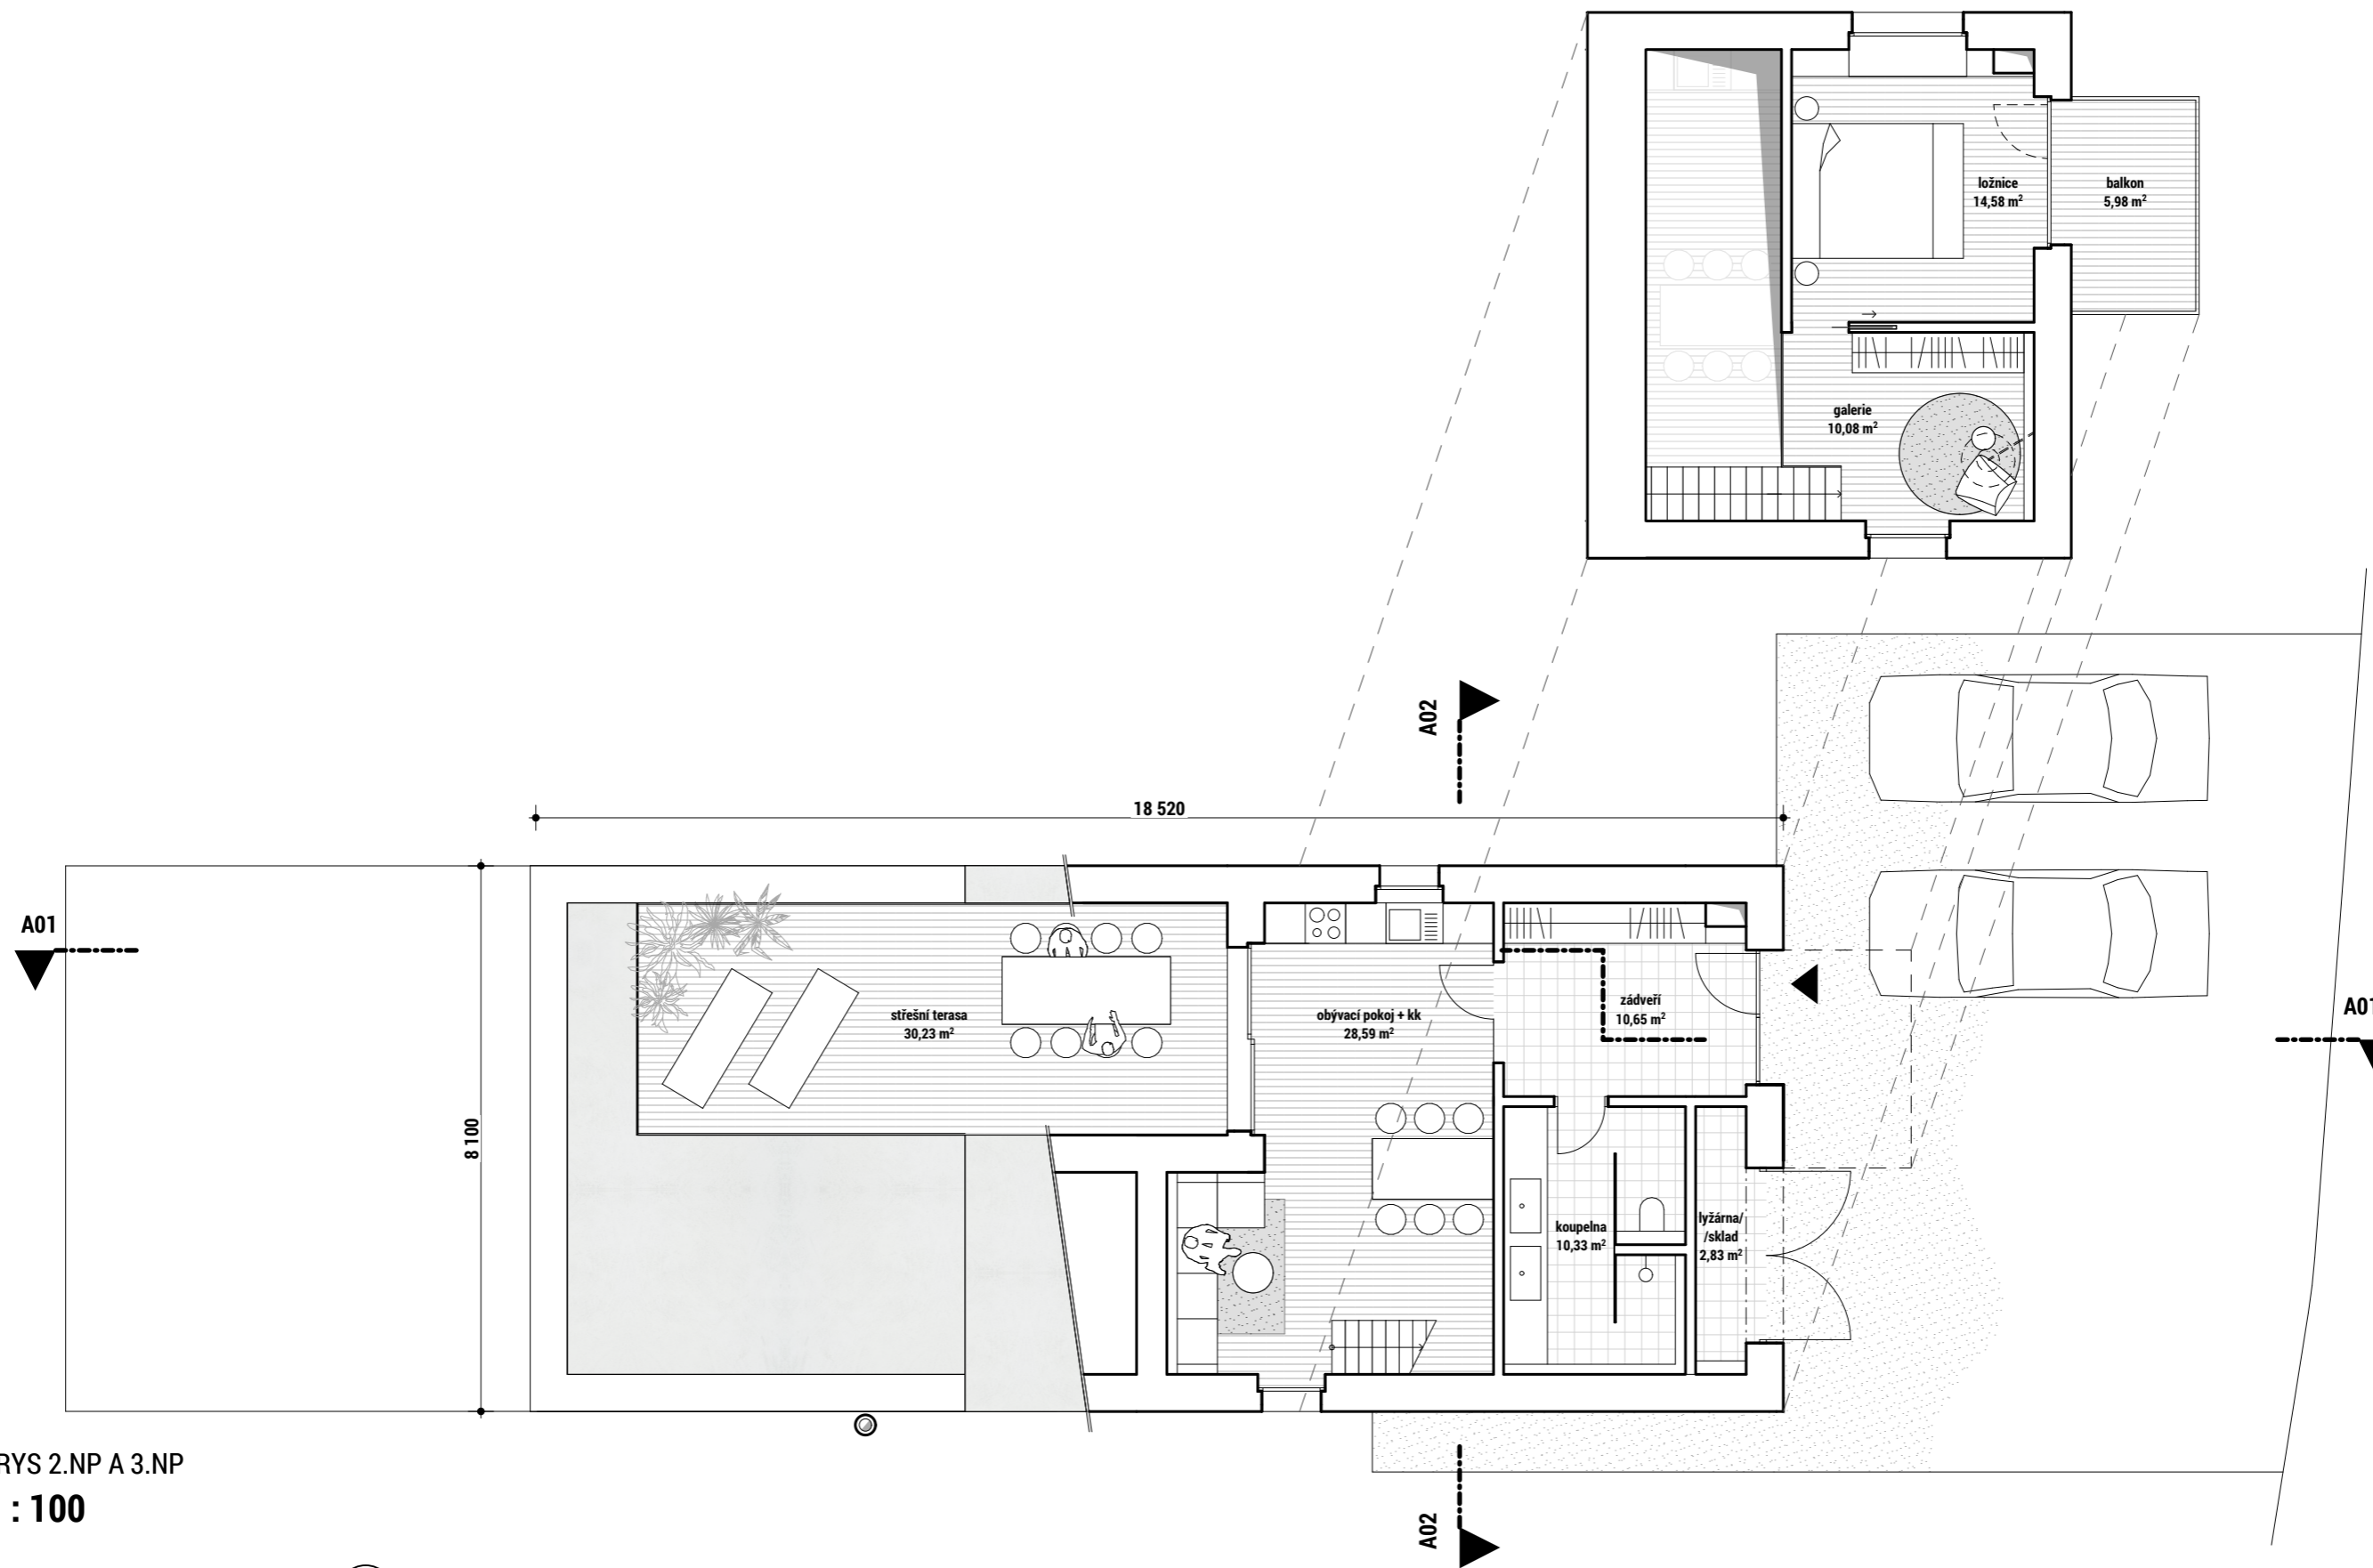 ložnice
14,58 m²
balkon
5,98 m²
galerie
10,08 m²
A02
18 520
A01
střešní terasa
30,23 m²
obývací pokoj + kk
28,59 m²
zádveří
10,65 m²
A01
8 100
koupelna
10,33 m²
lyžárna/
/sklad
2,83 m²
RYS 2.NP A 3.NP
: 100
A02